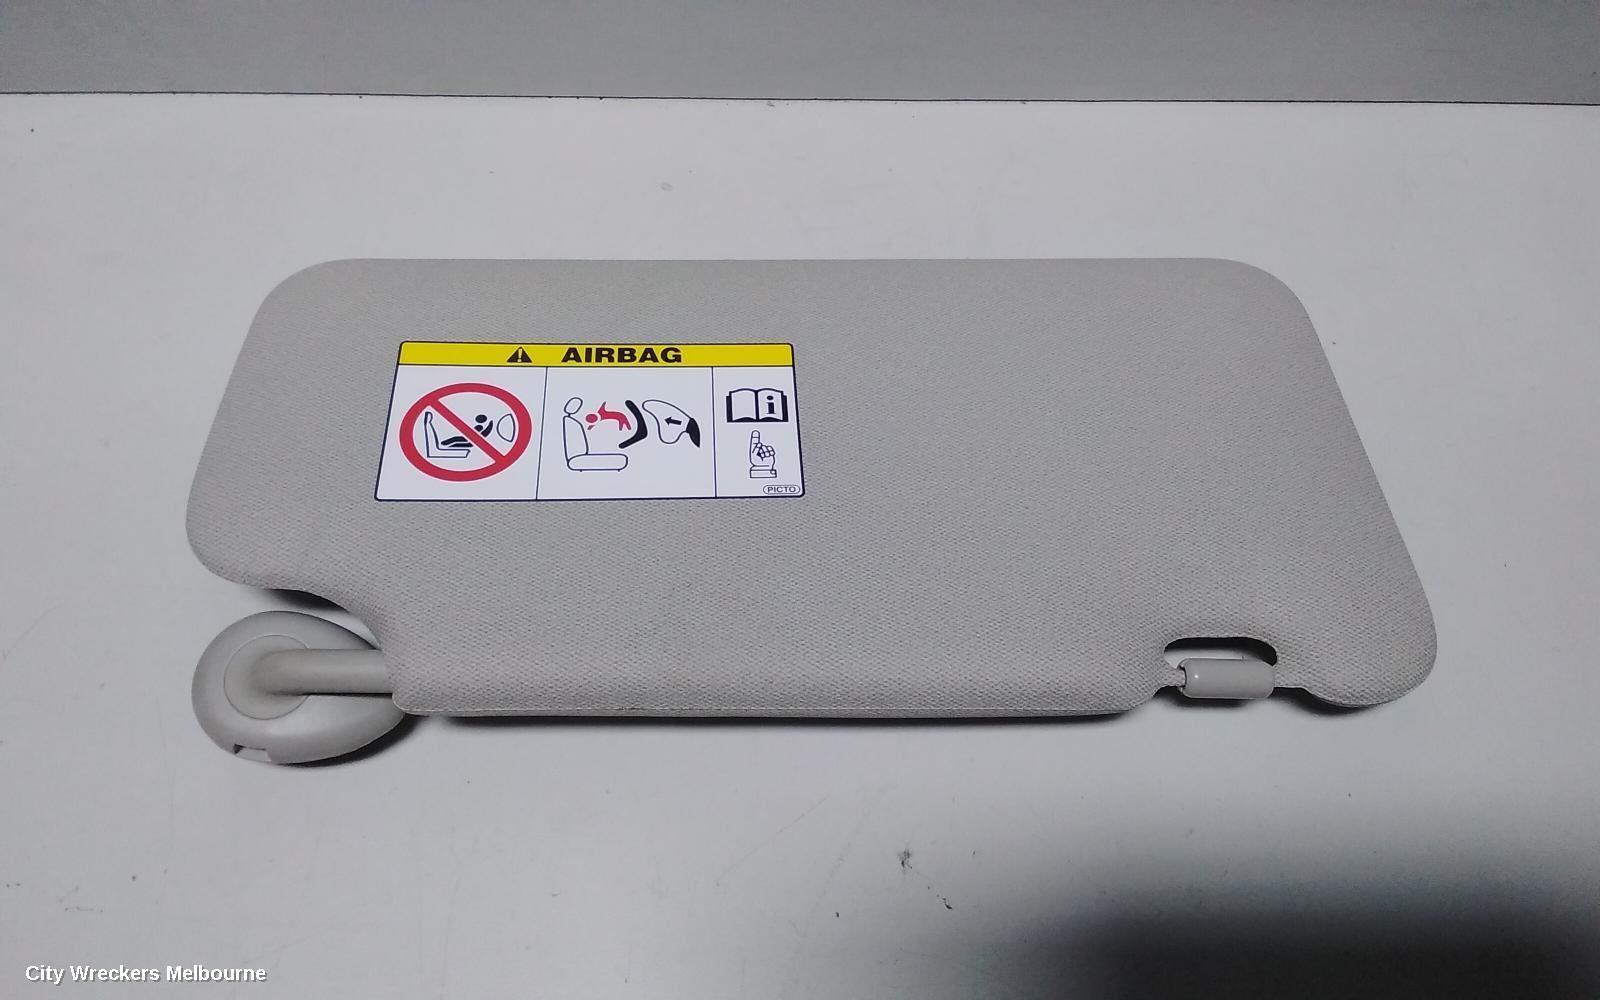 AIRBAG
i
PICTO
City Wreckers Melbourne